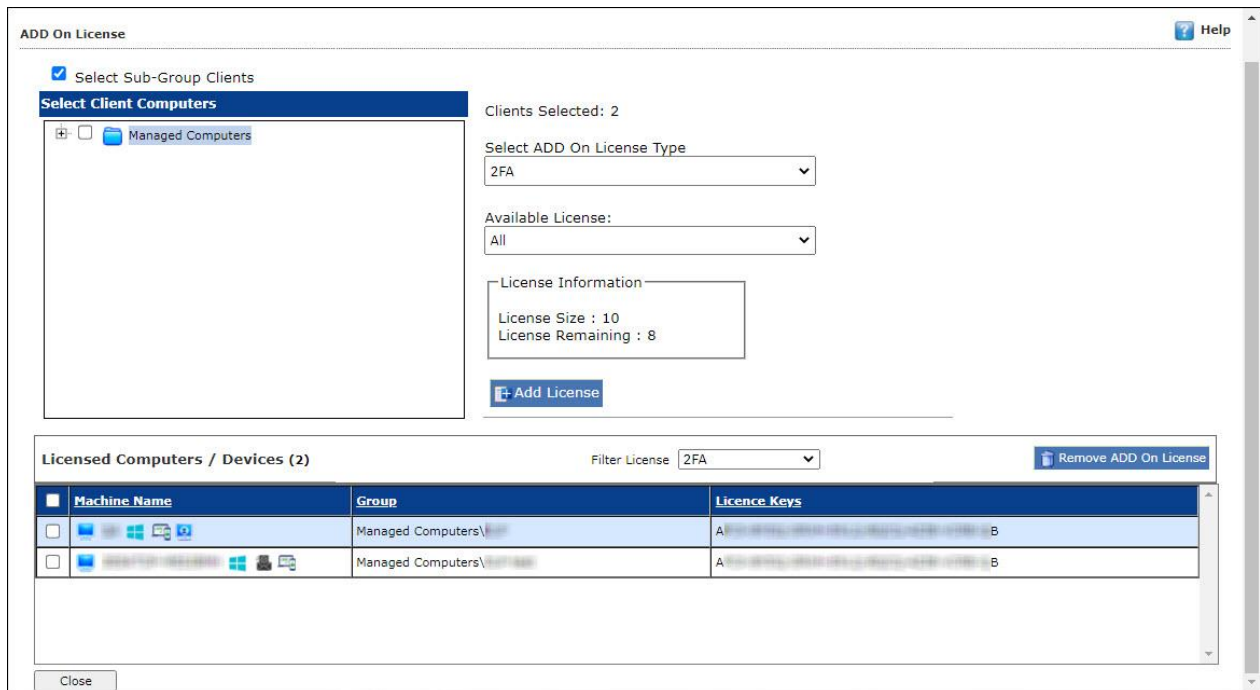 ADD On License
Help
Select Sub-Group Clients
Select Client Computers
Managed Computers
Clients Selected: 2
Select ADD On License Type
2FA
Available License:
All
License Information
License Size : 10
License Remaining : 8
Add License
Licensed Computers / Devices (2)
Filter License 2FA
Remove ADD On License
Machine Name Group Licence Keys
Managed Computers\ A B
Managed Computers\ A B
Close